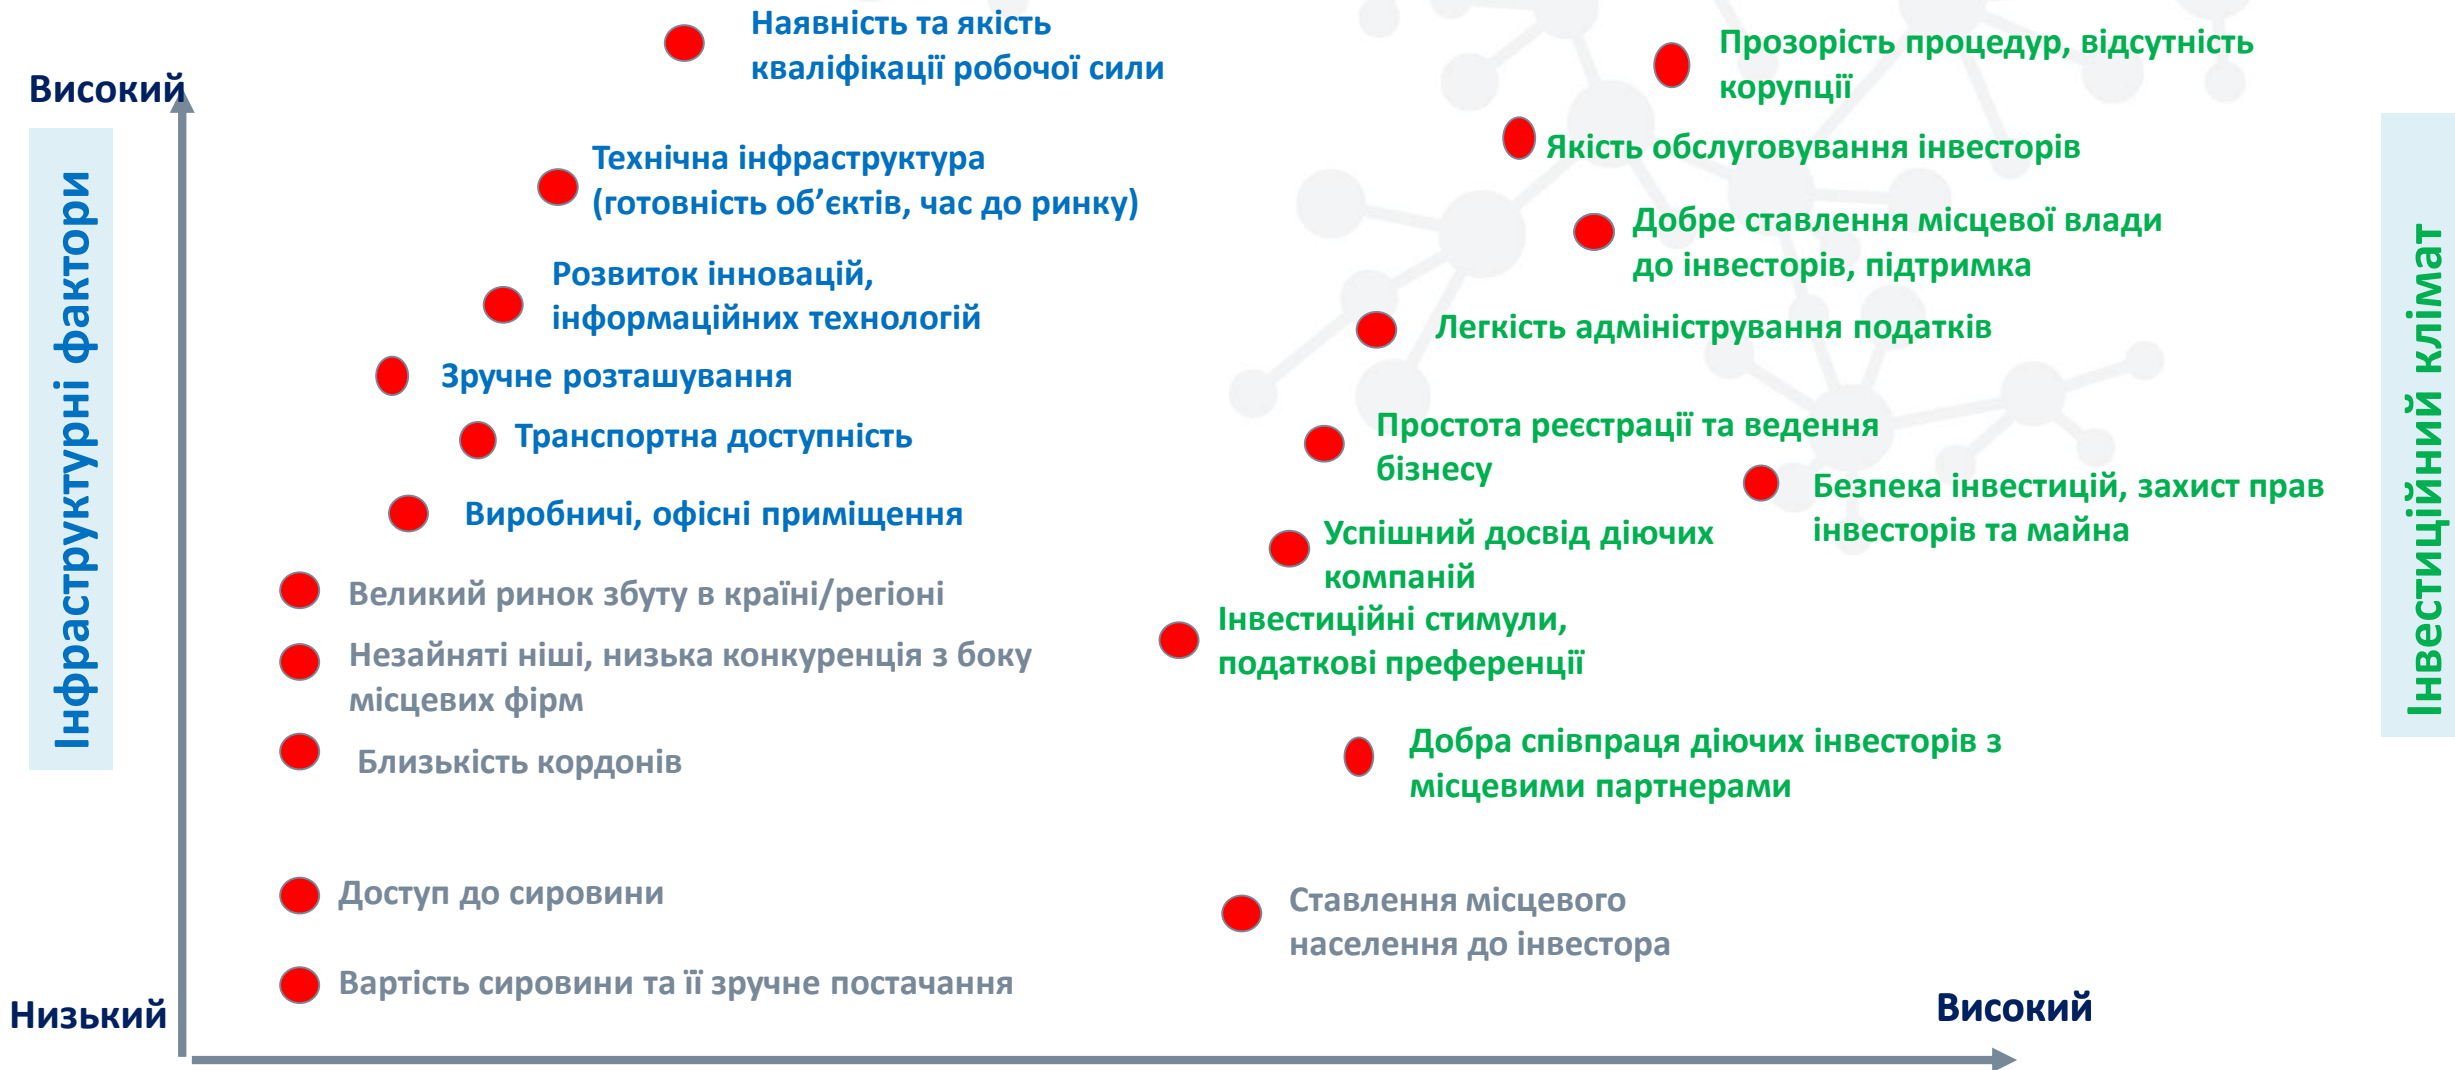 Високий
Інфраструктурні фактори
Наявність та якість
кваліфікації робочої сили
Технічна інфраструктура
(готовність об’єктів, час до ринку)
Розвиток інновацій,
інформаційних технологій
Зручне розташування
Транспортна доступність
Виробничі, офісні приміщення
Великий ринок збуту в країні/регіоні
Незайняті ніші, низька конкуренція з боку
місцевих фірм
Близькість кордонів
Доступ до сировини
Вартість сировини та її зручне постачання
Низький
Прозорість процедур, відсутність
корупції
Якість обслуговування інвесторів
Добре ставлення місцевої влади
до інвесторів, підтримка
Легкість адміністрування податків
Простота реєстрації та ведення
бізнесу
Безпека інвестицій, захист прав
інвесторів та майна
Успішний досвід діючих
компаній
Інвестиційні стимули,
податкові преференції
Добра співпраця діючих інвесторів з
місцевими партнерами
Ставлення місцевого
населення до інвестора
Високий
Інвестиційний клімат